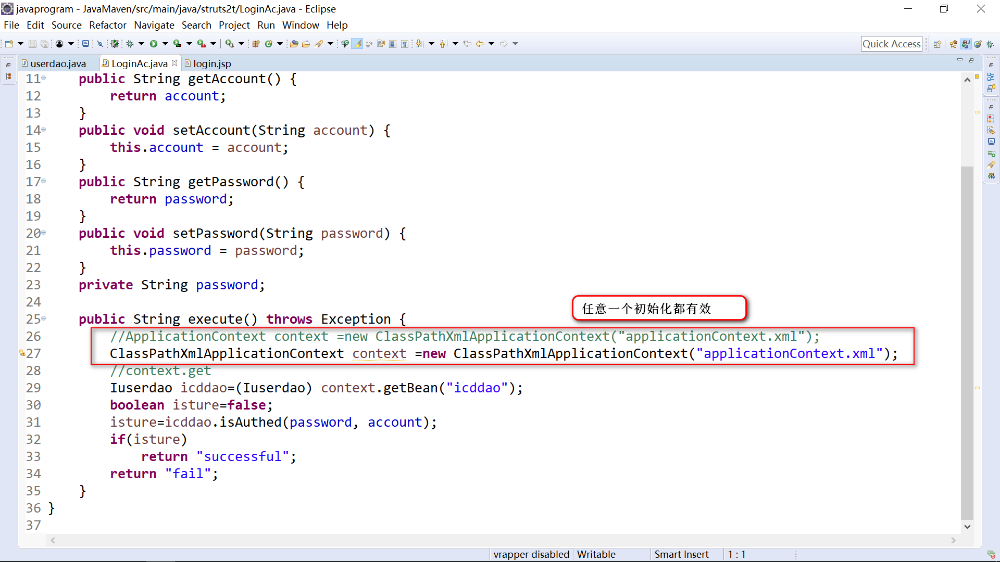 javaprogram - JavaMaven/src/main/java/struts2t/LoginAc.java - Eclipse
File Edit Source Refactor Navigate Search Project Run Window Help
Quick Access
userdao.java LoginAc.java login.jsp
11 public String getAccount() {
12 return account;
13 }
14 public void setAccount(String account) {
15 this.account = account;
16 }
17 public String getPassword() {
18 return password;
19 }
20 public void setPassword(String password) {
21 this.password = password;
22 }
23 private String password;
24
任意一个初始化都有效
25 public String execute() throws Exception {
26 //ApplicationContext context =new ClassPathXmlApplicationContext("applicationContext.xml");
27 ClassPathXmlApplicationContext context =new ClassPathXmlApplicationContext("applicationContext.xml");
28 //context.get
29 Iuserdao icddao=(Iuserdao) context.getBean("icddao");
30 boolean isture=false;
31 isture=icddao.isAuthed(password, account);
32 if(isture)
33 return "successful";
34 return "fail";
35 }
36 }
37
vrapper disabled Writable Smart Insert 1 : 1